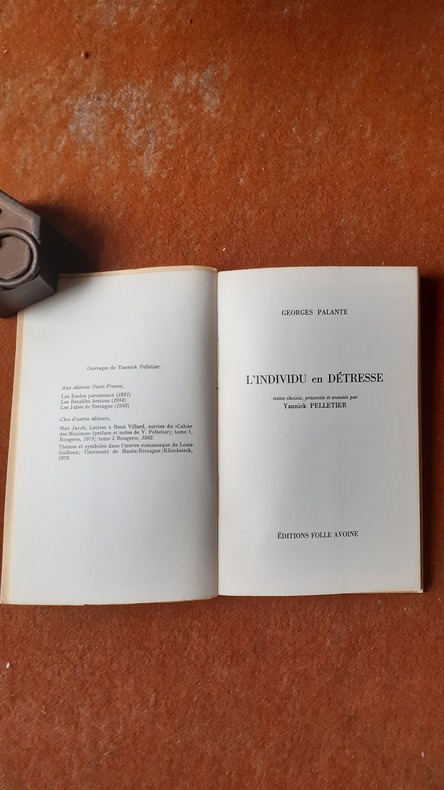 Ouvrages de Yannick Pelletier
Aux éditions Ouest-France,
Les Enclos paroissiaux (1981)
Les Retables bretons
Les Jubés de Bretagne
Chez d'autres éditeurs,
Max Jacob, Lettres à René Villard, suivies du «Cahier
des Maximes» (préface et notes de Y. Pelletier); tome 1,
Rougerie, 1978; tome 2 Rougerie, 1982.
Thèmes et symboles dans l'œuvre romanesque de Louis
Guilloux; Université de Haute-Bretagne/Klincksieck,
1979.
GEORGES PALANTE
L'INDIVIDU en DÉTRESSE
textes choisis, présentés et annotés par
Yannick PELLETIER
ÉDITIONS FOLLE AVOINE